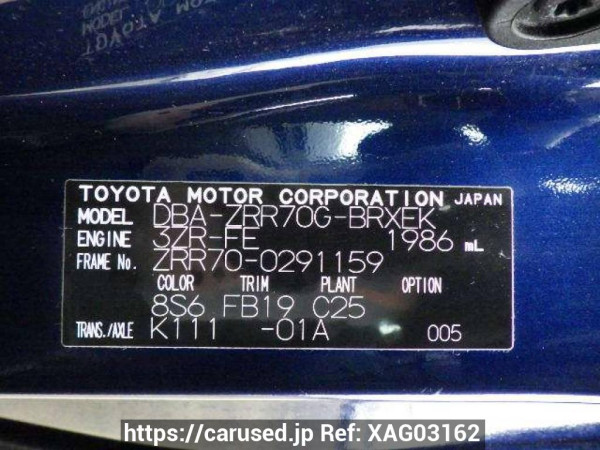 TOYOTA MOTOR CORPORATION JAPAN
MODEL DBA-ZRR70G-BRXEK
ENGINE 3ZR-FE 1986 mL
FRAME No. ZRR70-0291159
COLOR TRIM PLANT OPTION
8S6 FB19 C25
TRANS./AXLE K111 -01A 005
https://carused.jp Ref: XAG03162